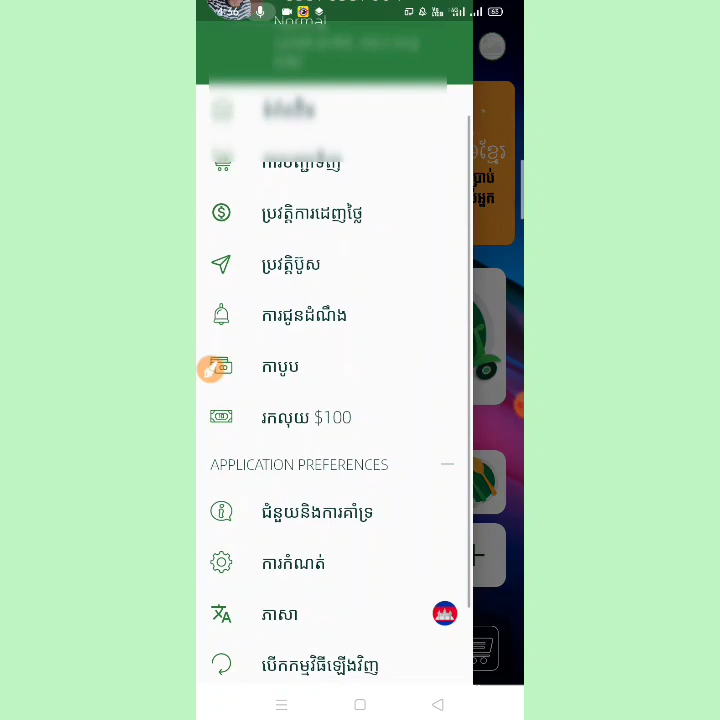 4:36
65
Normal
ការបញ្ជាទិញ
ប្រវត្តិការដេញថ្លៃ
ប្រវត្តិប៊ូស
ការជូនដំណឹង
កាបូប
រកលុយ $100
APPLICATION PREFERENCES
ជំនួយនិងការគាំទ្រ
ការកំណត់
ភាសា
បើកកម្មវិធីឡើងវិញ